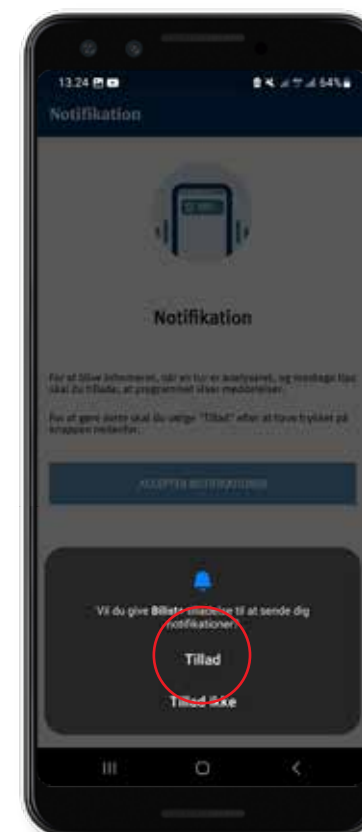 13.24
64%
Notifikation
Notifikation
For at blive informeret, når en tur er analyseret, og modtage tips
skal du tillade, at programmet viser meddelelser.
For at gøre dette skal du vælge "Tillad" efter at have trykket på
knappen nedenfor.
ACCEPTER NOTIFIKATIONER
Vil du give tilladelse til at sende dig
notifikationer?
Tillad
Tillad ikke